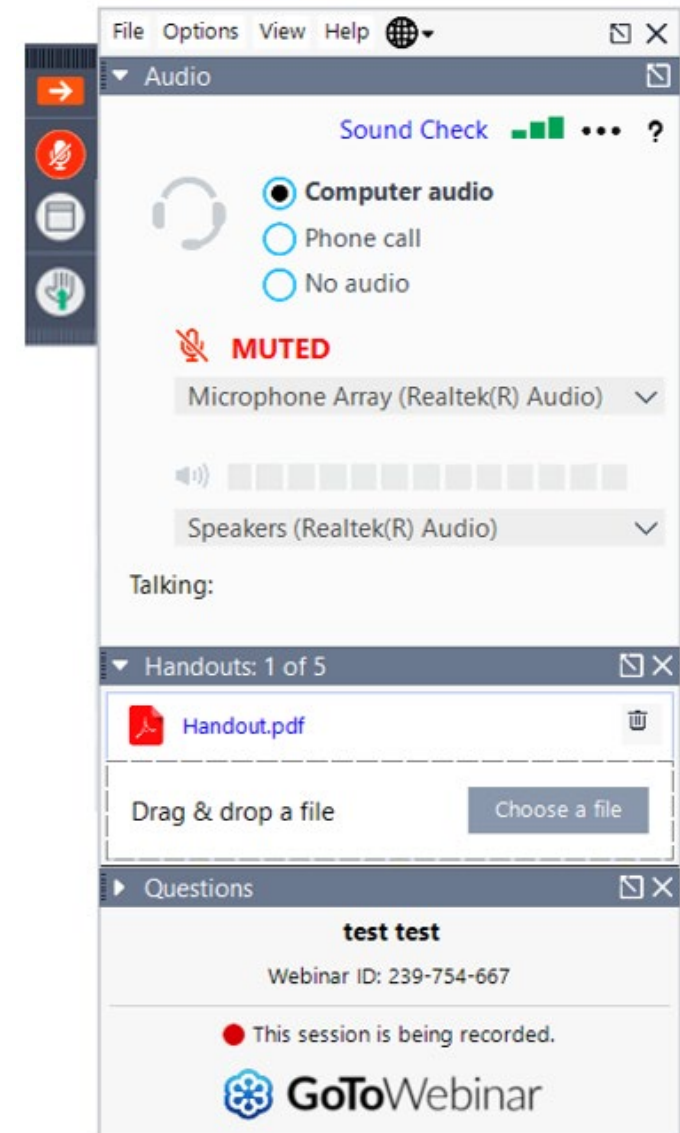 File Options View Help
Audio
Sound Check ?
Computer audio
Phone call
No audio
MUTED
Microphone Array (Realtek(R) Audio)
Speakers (Realtek(R) Audio)
Talking:
Handouts: 1 of 5
Handout.pdf
Drag & drop a file Choose a file
Questions
test test
Webinar ID: 239-754-667
This session is being recorded.
GoToWebinar